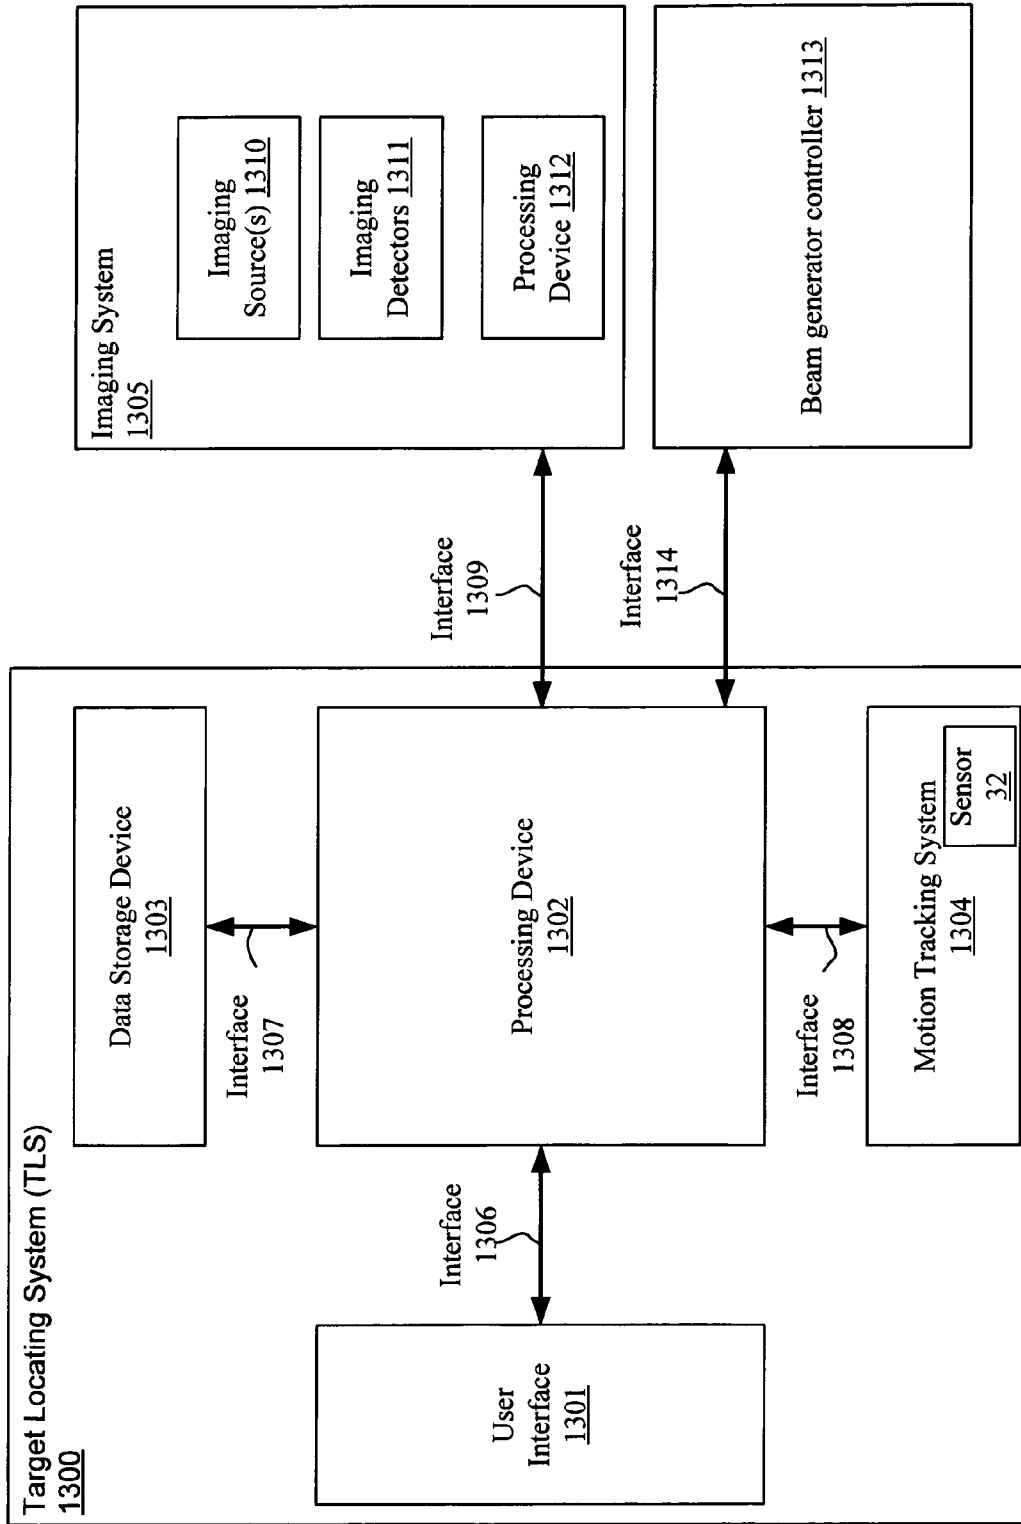 Target Locating System (TLS)
1300
Data Storage Device
1303
Interface
1307
User
Interface
1301
Interface
1306
Processing Device
1302
Interface
1308
Motion Tracking System
1304
Sensor
32
Interface
1309
Interface
1314
Imaging System
1305
Imaging
Source(s) 1310
Imaging
Detectors 1311
Processing
Device 1312
Beam generator controller 1313